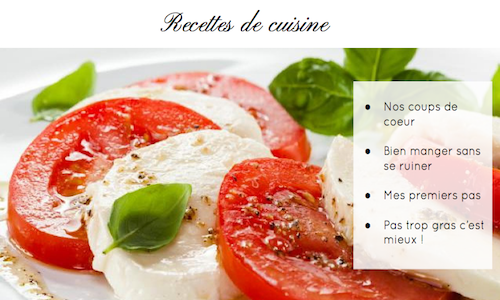 Recettes de cuisine
● Nos coups de
coeur
● Bien manger sans
se ruiner
● Mes premiers pas
● Pas trop gras c'est
mieux !